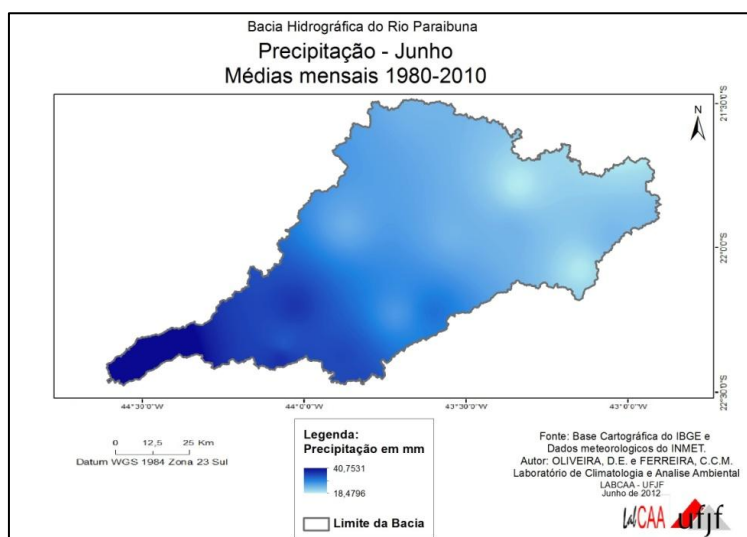 Bacia Hidrográfica do Rio Paraibuna
Precipitação - Junho
Médias mensais 1980-2010
N
21°30'0"S
22°0'0"S
22°30'0"S
44°30'0"W
44°0'0"W
43°30'0"W
43°0'0"W
0 12,5 25 Km
Datum WGS 1984 Zona 23 Sul
Legenda:
Precipitação em mm
40,7531
18,4796
Limite da Bacia
Fonte: Base Cartográfica do IBGE e
Dados meteorologicos do INMET.
Autor: OLIVEIRA, D.E. e FERREIRA, C.C.M.
Laboratório de Climatologia e Analise Ambiental
LABCAA - UFJF
Junho de 2012
LabCAA ufjf